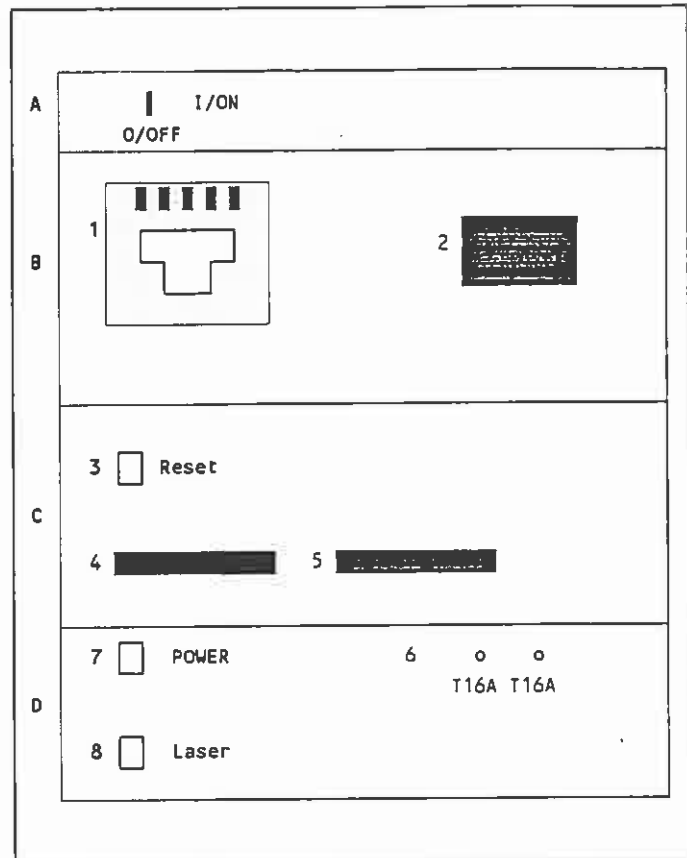 A
I/ON
O/OFF
B
1
2
C
3 Reset
4 5
D
7 POWER 6
T16A T16A
8 Laser